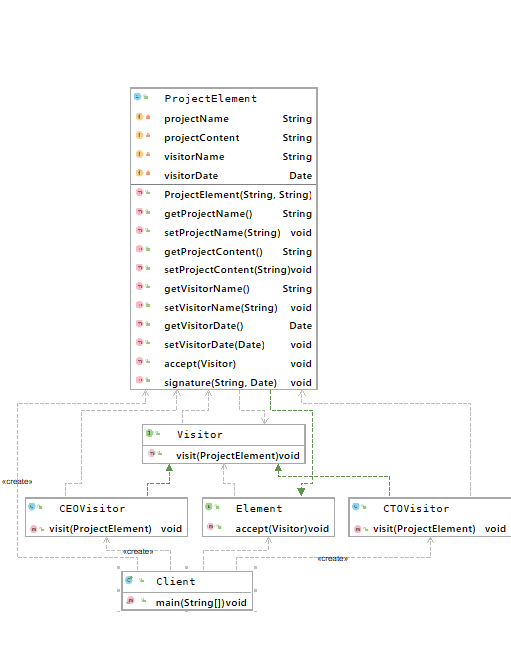 ProjectElement
projectName String
projectContent String
visitorName String
visitorDate Date
ProjectElement(String, String)
getProjectName() String
setProjectName(String) void
getProjectContent() String
setProjectContent(String)void
getVisitorName() String
setVisitorName(String) void
getVisitorDate() Date
setVisitorDate(Date) void
accept(Visitor) void
signature(String, Date) void
Visitor
visit(ProjectElement)void
«create»
CEOVisitor
visit(ProjectElement) void
Element
accept(Visitor)void
CTOVisitor
visit(ProjectElement) void
«create»
«create»
Client
main(String[])void